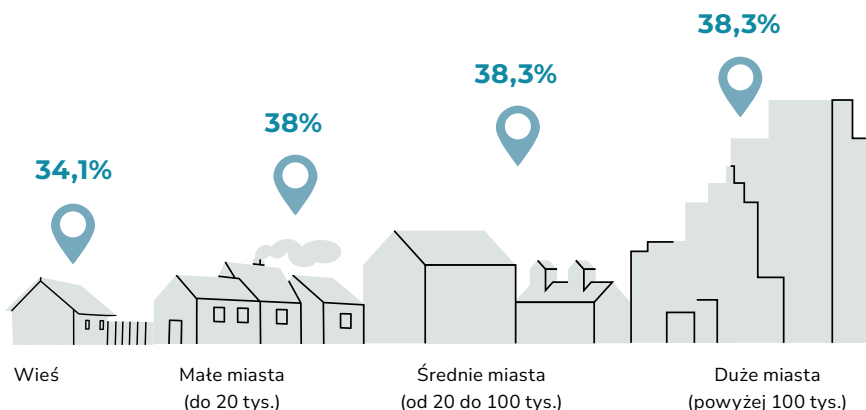 38,3%
38,3%
38%
34,1%
Wieś
Małe miasta
(do 20 tys.)
Średnie miasta
(od 20 do 100 tys.)
Duże miasta
(powyżej 100 tys.)